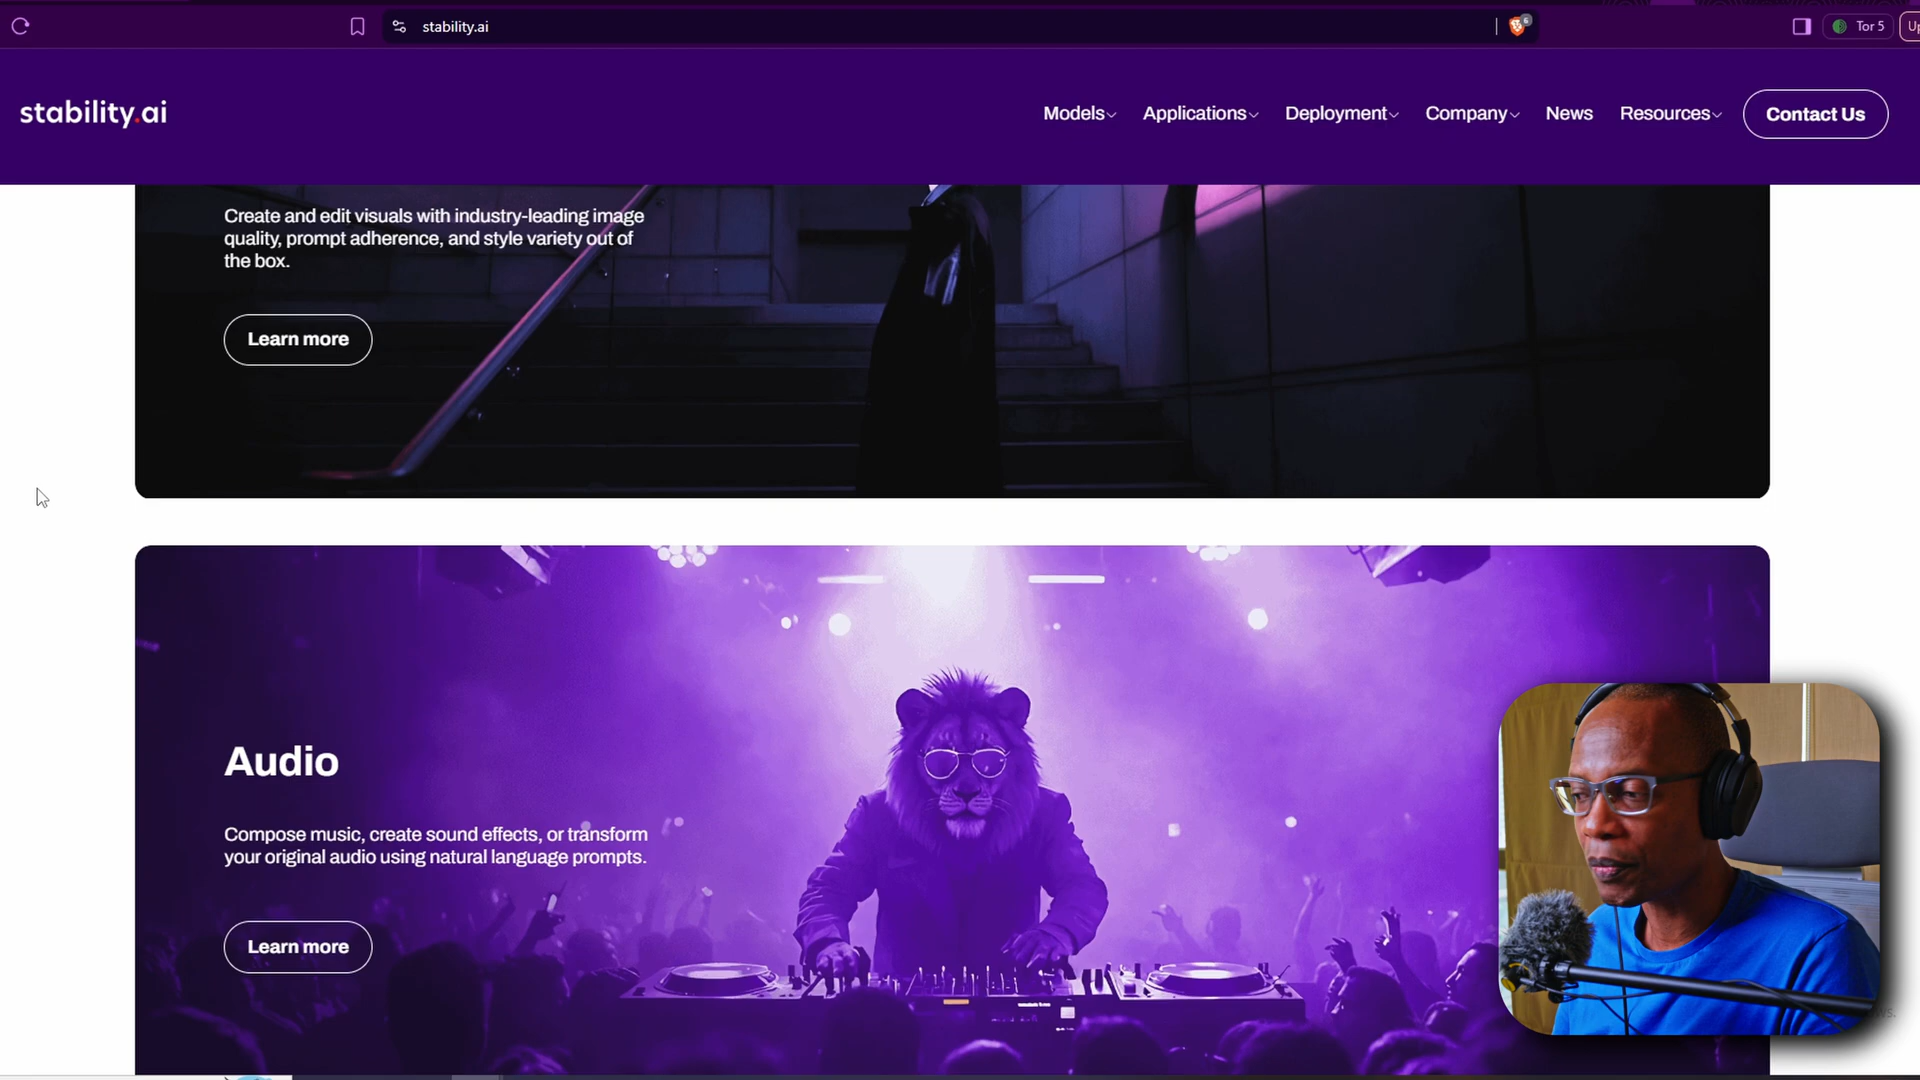 stability.ai
6
Tor 5
Up
stability.ai
Models
Applications
Deployment
Company
News
Resources
Contact Us
Create and edit visuals with industry-leading image
quality, prompt adherence, and style variety out of
the box.
Learn more
Audio
Compose music, create sound effects, or transform
your original audio using natural language prompts.
Learn more